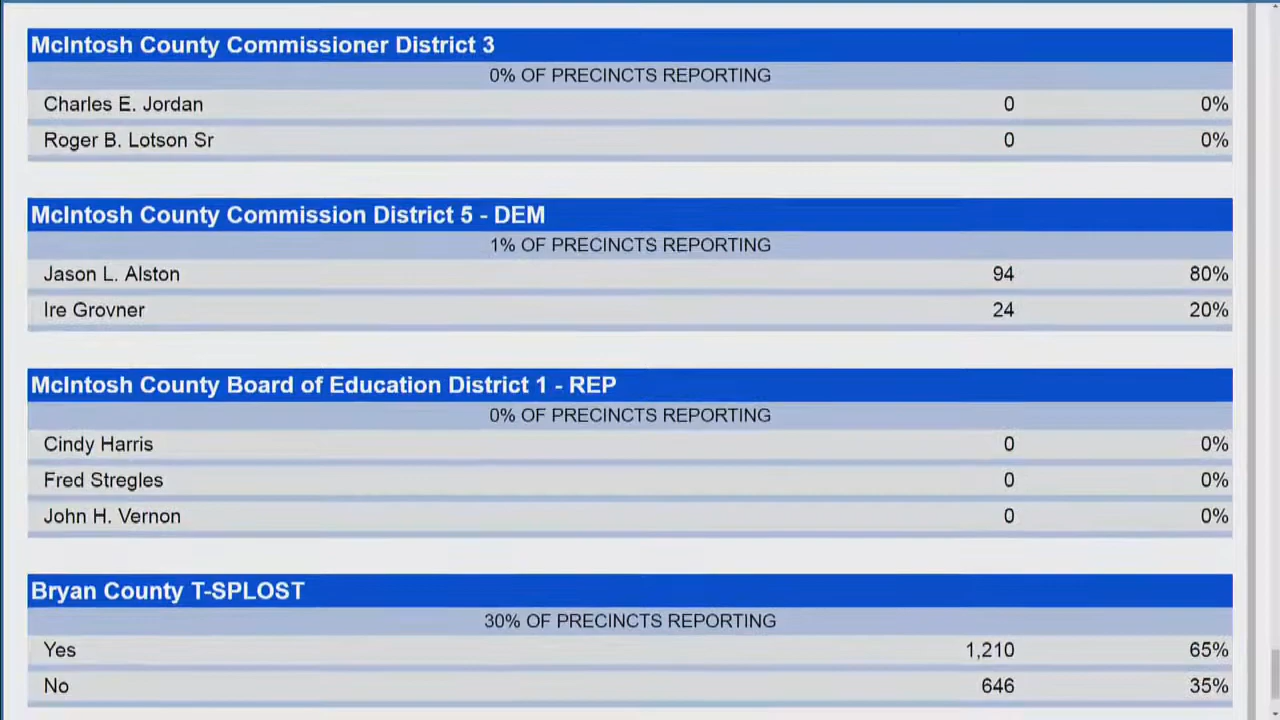 McIntosh County Commissioner District 3
0% OF PRECINCTS REPORTING
Charles E. Jordan 0 0%
Roger B. Lotson Sr 0 0%
McIntosh County Commission District 5 - DEM
1% OF PRECINCTS REPORTING
Jason L. Alston 94 80%
Ire Grovner 24 20%
McIntosh County Board of Education District 1 - REP
0% OF PRECINCTS REPORTING
Cindy Harris 0 0%
Fred Stregles 0 0%
John H. Vernon 0 0%
Bryan County T-SPLOST
30% OF PRECINCTS REPORTING
Yes 1,210 65%
No 646 35%